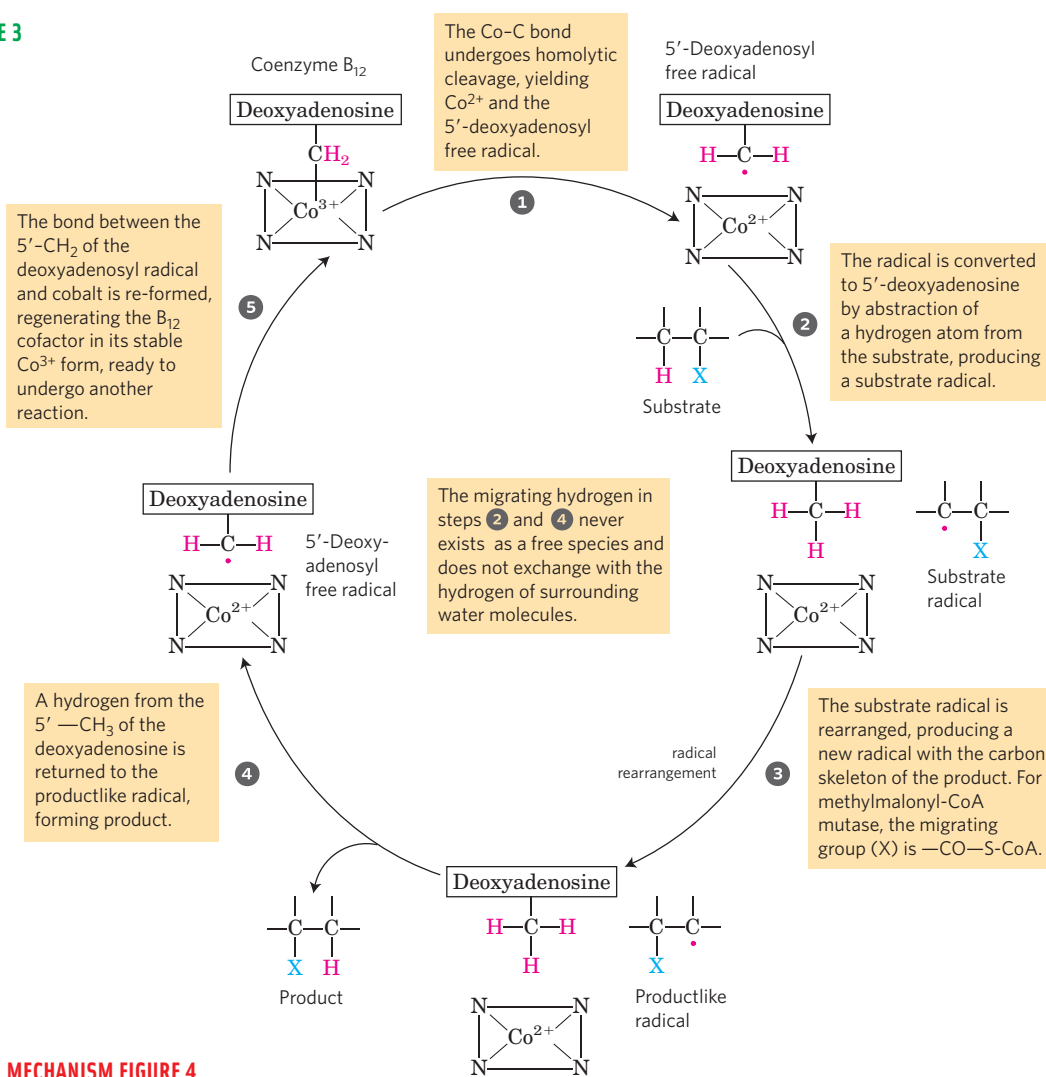 E 3
Coenzyme B12
Deoxyadenosine
CH2
N N
Co3+
N N
The Co–C bond
undergoes homolytic
cleavage, yielding
Co2+ and the
5′-deoxyadenosyl
free radical.
1
5′-Deoxyadenosyl
free radical
Deoxyadenosine
H—C—H
N N
Co2+
N N
The bond between the
5′–CH2 of the
deoxyadenosyl radical
and cobalt is re-formed,
regenerating the B12
cofactor in its stable
Co3+ form, ready to
undergo another
reaction.
5
2
The radical is converted
to 5′-deoxyadenosine
by abstraction of
a hydrogen atom from
the substrate, producing
a substrate radical.
—C—C—
H X
Substrate
Deoxyadenosine
H—C—H
5′-Deoxy-
adenosyl
free radical
N N
Co2+
N N
The migrating hydrogen in
steps 2 and 4 never
exists as a free species and
does not exchange with the
hydrogen of surrounding
water molecules.
Deoxyadenosine
H—C—H
H
—C—C—
X
Substrate
radical
N N
Co2+
N N
A hydrogen from the
5′ —CH3 of the
deoxyadenosine is
returned to the
productlike radical,
forming product.
4
radical
rearrangement
3
The substrate radical is
rearranged, producing a
new radical with the carbon
skeleton of the product. For
methylmalonyl-CoA
mutase, the migrating
group (X) is —CO—S-CoA.
—C—C—
X H
Product
Deoxyadenosine
H—C—H
H
—C—C—
X
Productlike
radical
N N
Co2+
N N
MECHANISM FIGURE 4